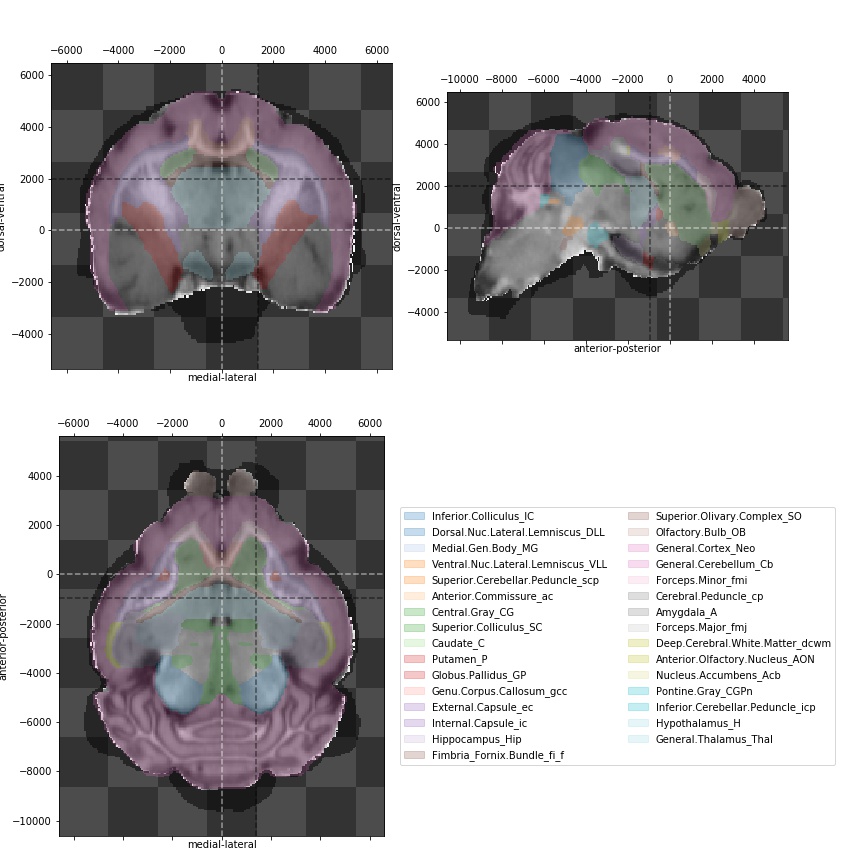 −6000 −4000 −2000 0 2000 4000 6000
6000
4000
2000
0
−2000
−4000
dorsal-ventral
medial-lateral
−10000 −8000 −6000 −4000 −2000 0 2000 4000
6000
4000
2000
0
−2000
−4000
dorsal-ventral
anterior-posterior
−6000 −4000 −2000 0 2000 4000 6000
4000
2000
0
−2000
−4000
−6000
−8000
−10000
anterior-posterior
medial-lateral
Inferior.Colliculus_IC
Dorsal.Nuc.Lateral.Lemniscus_DLL
Medial.Gen.Body_MG
Ventral.Nuc.Lateral.Lemniscus_VLL
Superior.Cerebellar.Peduncle_scp
Anterior.Commissure_ac
Central.Gray_CG
Superior.Colliculus_SC
Caudate_C
Putamen_P
Globus.Pallidus_GP
Genu.Corpus.Callosum_gcc
External.Capsule_ec
Internal.Capsule_ic
Hippocampus_Hip
Fimbria_Fornix.Bundle_fi_f
Superior.Olivary.Complex_SO
Olfactory.Bulb_OB
General.Cortex_Neo
General.Cerebellum_Cb
Forceps.Minor_fmi
Cerebral.Peduncle_cp
Amygdala_A
Forceps.Major_fmj
Deep.Cerebral.White.Matter_dcwm
Anterior.Olfactory.Nucleus_AON
Nucleus.Accumbens_Acb
Pontine.Gray_CGPn
Inferior.Cerebellar.Peduncle_icp
Hypothalamus_H
General.Thalamus_Thal